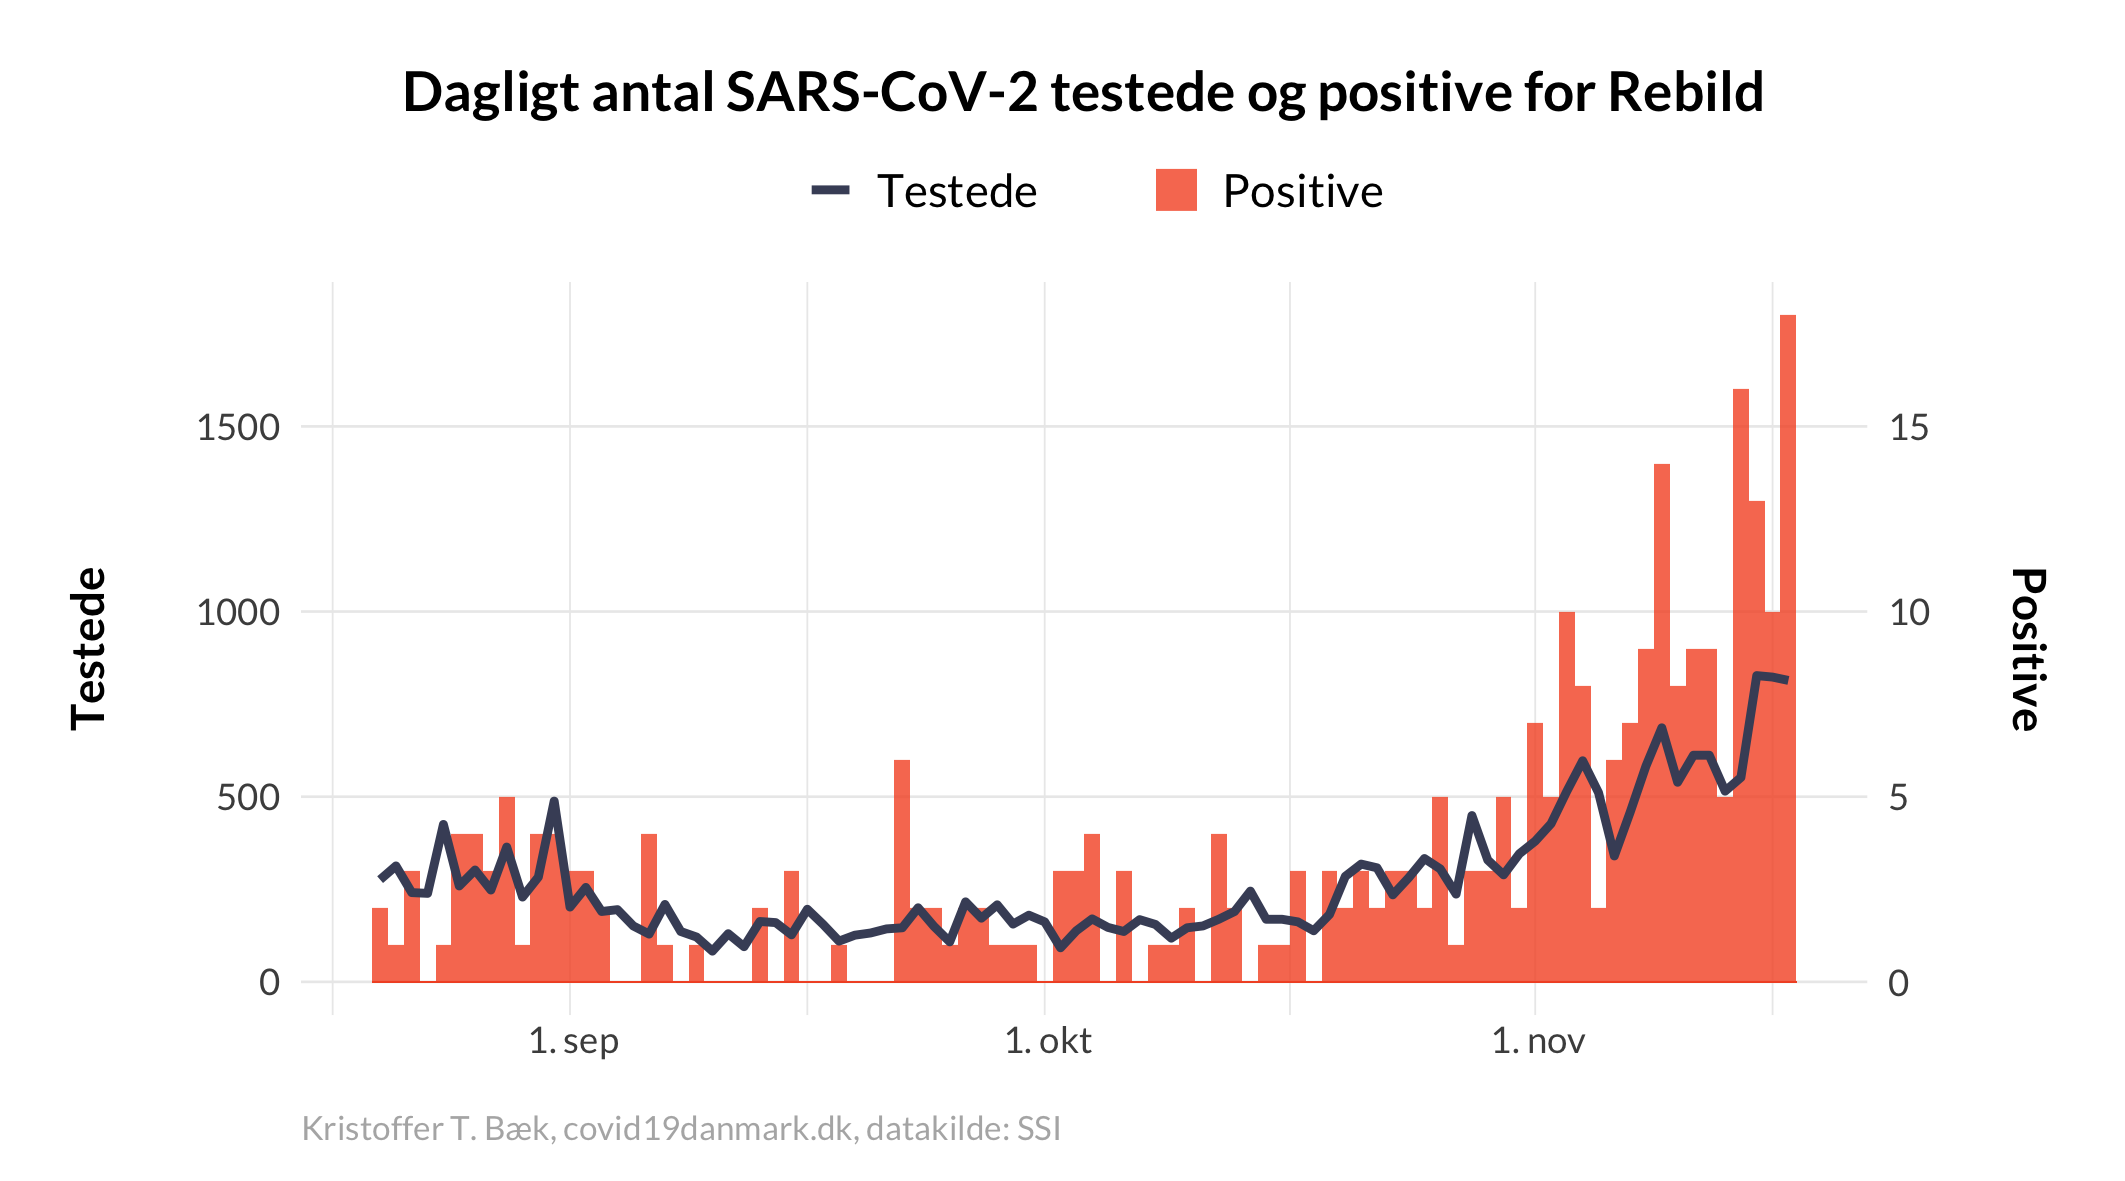 Dagligt antal SARS-CoV-2 testede og positive for Rebild
Testede
Positive
Testede
1500
1000
500
0
15
10
5
0
Positive
1. sep
1. okt
1. nov
Kristoffer T. Bæk, covid19danmark.dk, datakilde: SSI